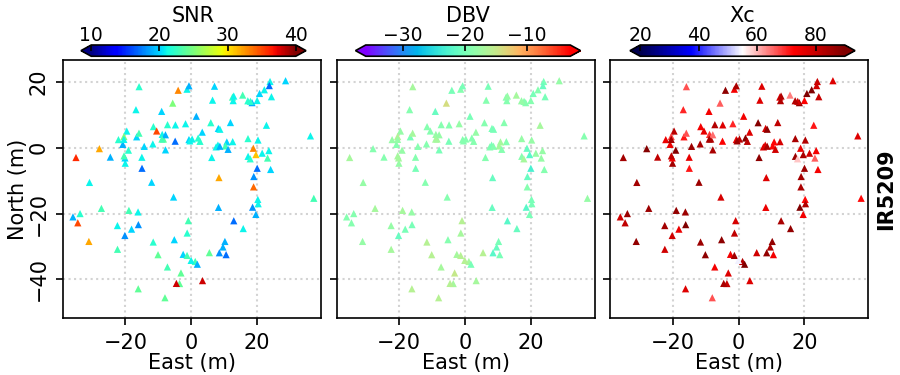 SNR DBV Xc
10 20 30 40 −30 −20 −10 20 40 60 80
20
0
−20
−40
North (m)
−20 0 20 −20 0 20 −20 0 20
East (m) East (m) East (m)
IR5209